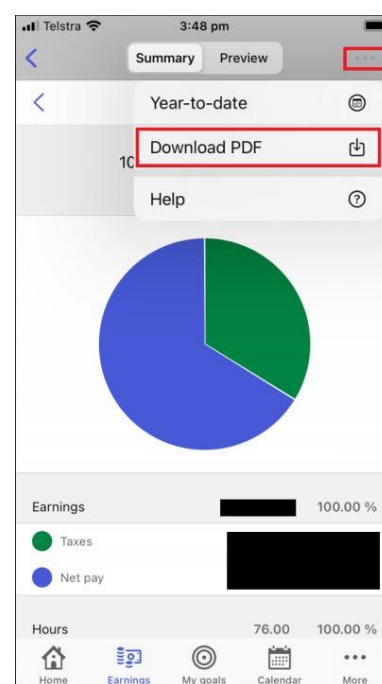 Telstra 3:48 pm
Summary Preview
Year-to-date
Download PDF
10
Help
Earnings 100.00 %
Taxes
Net pay
Hours 76.00 100.00 %
Home Earnings My goals Calendar More